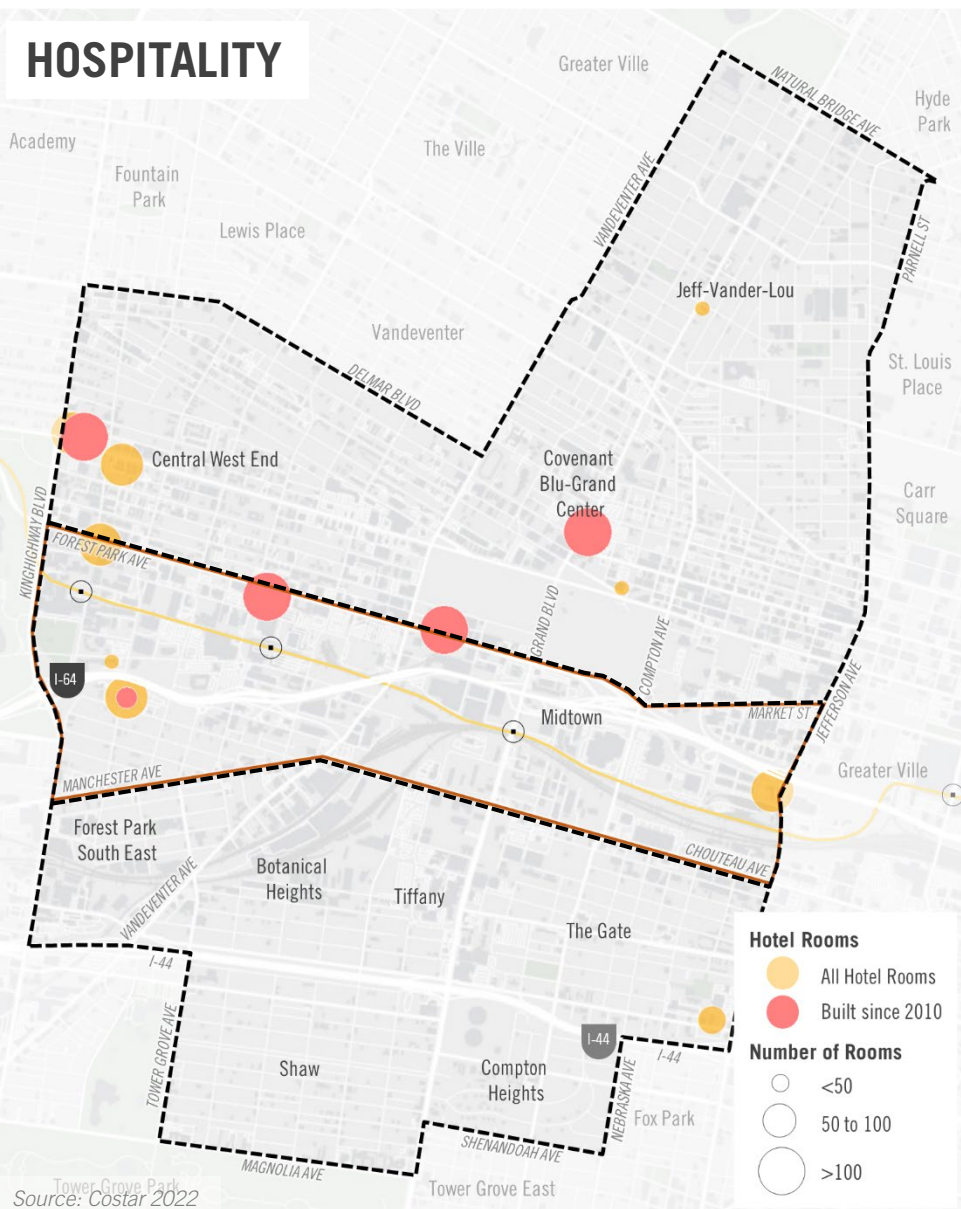 HOSPITALITY
Greater Ville
NATURAL BRIDGE AVE
Hyde
Park
Academy
The Ville
Fountain
Park
VANDEVENTER AVE
Lewis Place
PARNELL ST
Jeff-Vander-Lou
Vandeventer
St. Louis
Place
DELMAR BLVD
Central West End
Covenant
Blu-Grand
Center
Carr
Square
KINGHIGHWAY BLVD
FOREST PARK AVE
GRAND BLVD
COMPTON AVE
I-64
Midtown
MARKET ST
JEFFERSON AVE
MANCHESTER AVE
Greater Ville
Forest Park
South East
CHOUTEAU AVE
Botanical
Heights
VANDEVENTER AVE
Tiffany
The Gate
I-44
Hotel Rooms
All Hotel Rooms
Built since 2010
I-44
I-44
Number of Rooms
<50
50 to 100
>100
TOWER GROVE AVE
Shaw
Compton
Heights
NEBRASKA AVE
Fox Park
SHENANDOAH AVE
MAGNOLIA AVE
Tower Grove Park
Tower Grove East
Source: Costar 2022